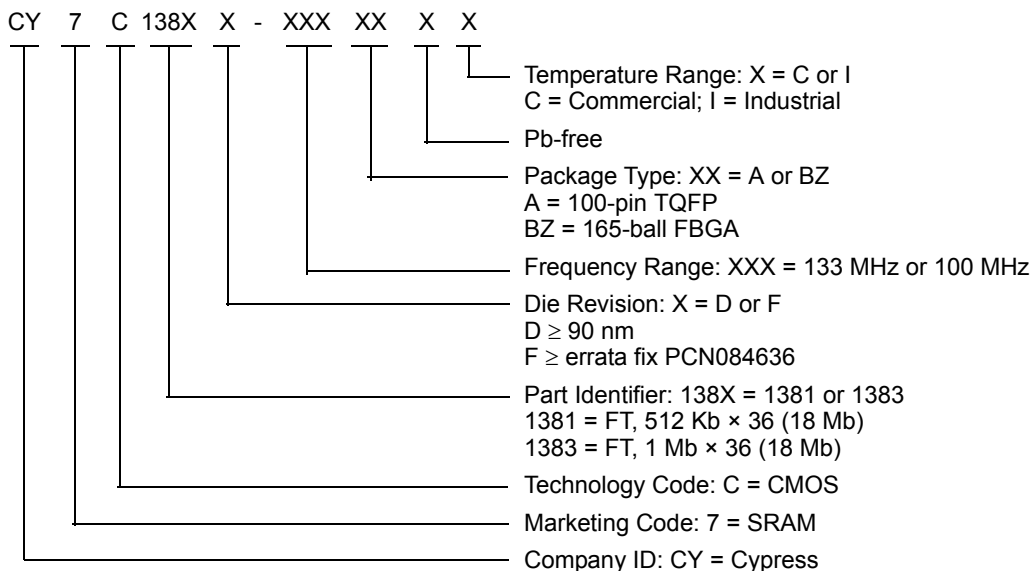 CY 7 C 138X X - XXX XX X X
Temperature Range: X = C or I
C = Commercial; I = Industrial
Pb-free
Package Type: XX = A or BZ
A = 100-pin TQFP
BZ = 165-ball FBGA
Frequency Range: XXX = 133 MHz or 100 MHz
Die Revision: X = D or F
D ≥ 90 nm
F ≥ errata fix PCN084636
Part Identifier: 138X = 1381 or 1383
1381 = FT, 512 Kb × 36 (18 Mb)
1383 = FT, 1 Mb × 36 (18 Mb)
Technology Code: C = CMOS
Marketing Code: 7 = SRAM
Company ID: CY = Cypress